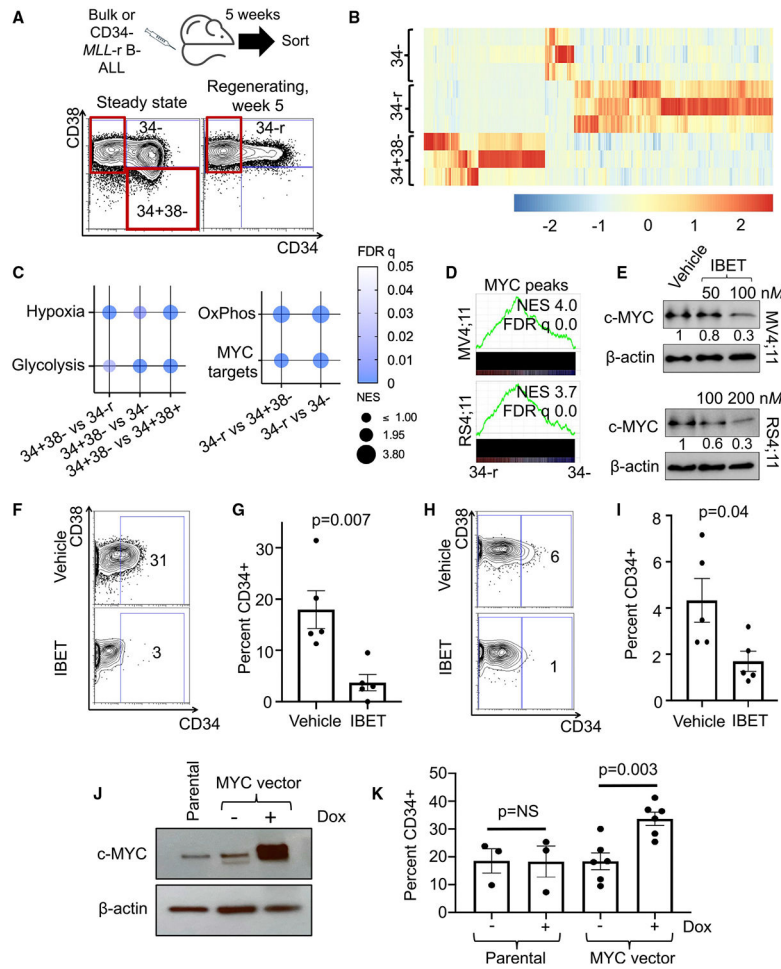 A
Bulk or
CD34-
MLL-r B-
ALL
5 weeks
Sort
Steady state
Regenerating,
week 5
CD38
34-
34-r
34+38-
CD34
B
34-
34-r
34+38-
-2 -1 0 1 2
C
Hypoxia
Glycolysis
34+38- vs 34-r
34+38- vs 34-
34+38- vs 34+38+
OxPhos
MYC
targets
34-r vs 34+38-
34-r vs 34-
FDR q
0.05
0.04
0.03
0.02
0.01
0
NES
≤ 1.00
1.95
3.80
D
MYC peaks
MV4;11
NES 4.0
FDR q 0.0
RS4;11
NES 3.7
FDR q 0.0
34-r 34-
E
Vehicle
IBET
50 100 nM
c-MYC
1 0.8 0.3
β-actin
MV4;11
100 200 nM
c-MYC
1 0.6 0.3
β-actin
RS4;11
F
CD38
Vehicle
31
IBET
3
CD34
G
p=0.007
Percent CD34+
30
20
10
0
Vehicle IBET
H
CD38
Vehicle
6
IBET
1
CD34
I
p=0.04
Percent CD34+
8
6
4
2
0
Vehicle IBET
J
Parental
MYC vector
- + Dox
c-MYC
β-actin
K
p=NS
p=0.003
Percent CD34+
50
40
30
20
10
0
- + - + Dox
Parental MYC vector